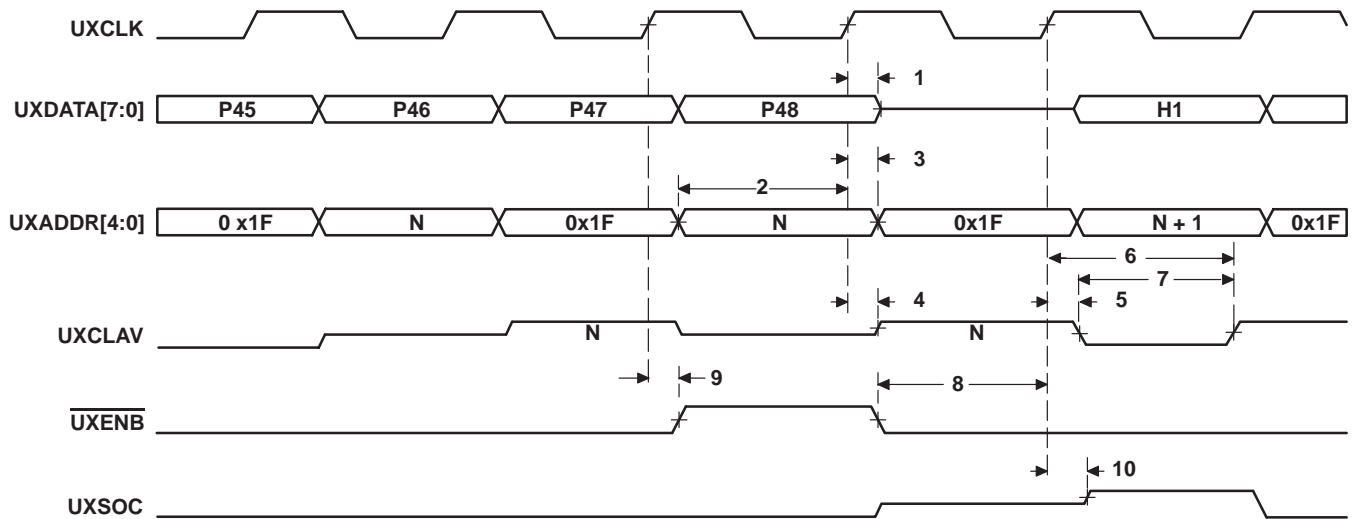 UXCLK
1
UXDATA[7:0] P45 P46 P47 P48 H1
3
2
UXADDR[4:0] 0 x1F N 0x1F N 0x1F N + 1 0x1F
6
7
4 5
UXCLAV N N
9 8
UXENB
10
UXSOC